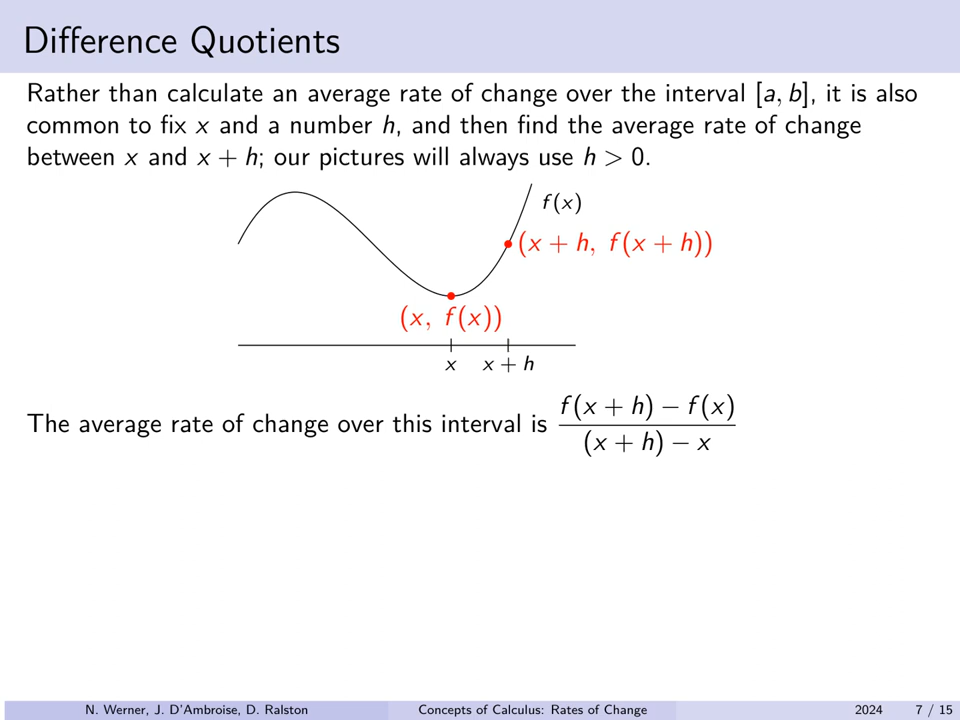 Difference Quotients
Rather than calculate an average rate of change over the interval [a, b], it is also
common to fix x and a number h, and then find the average rate of change
between x and x + h; our pictures will always use h > 0.
f(x)
(x + h, f(x + h))
(x, f(x))
x x + h
The average rate of change over this interval is f(x + h) − f(x)
(x + h) − x
N. Werner, J. D'Ambroise, D. Ralston Concepts of Calculus: Rates of Change 2024 7 / 15